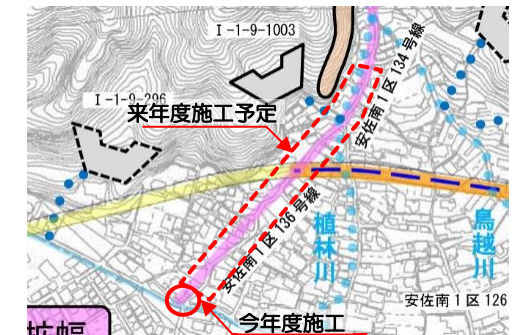 I-1-9-1003
I-1-9-296
来年度施工予定
安佐南1区134号線
安佐南1区136号線
植林川
鳥越川
安佐南1区126
今年度施工
拡幅